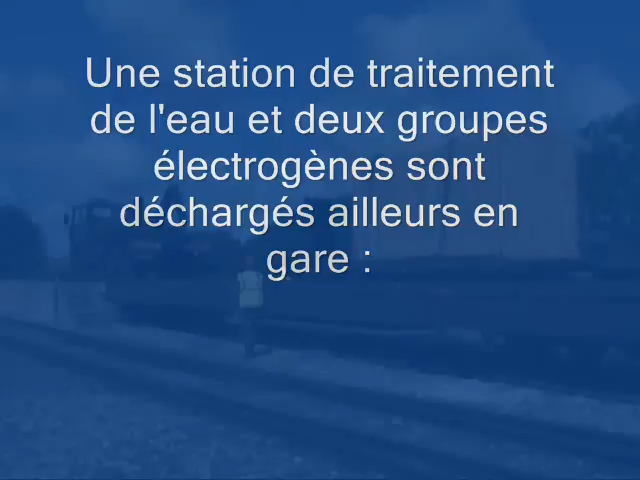 Une station de traitement
de l'eau et deux groupes
électrogènes sont
déchargés ailleurs en
gare :